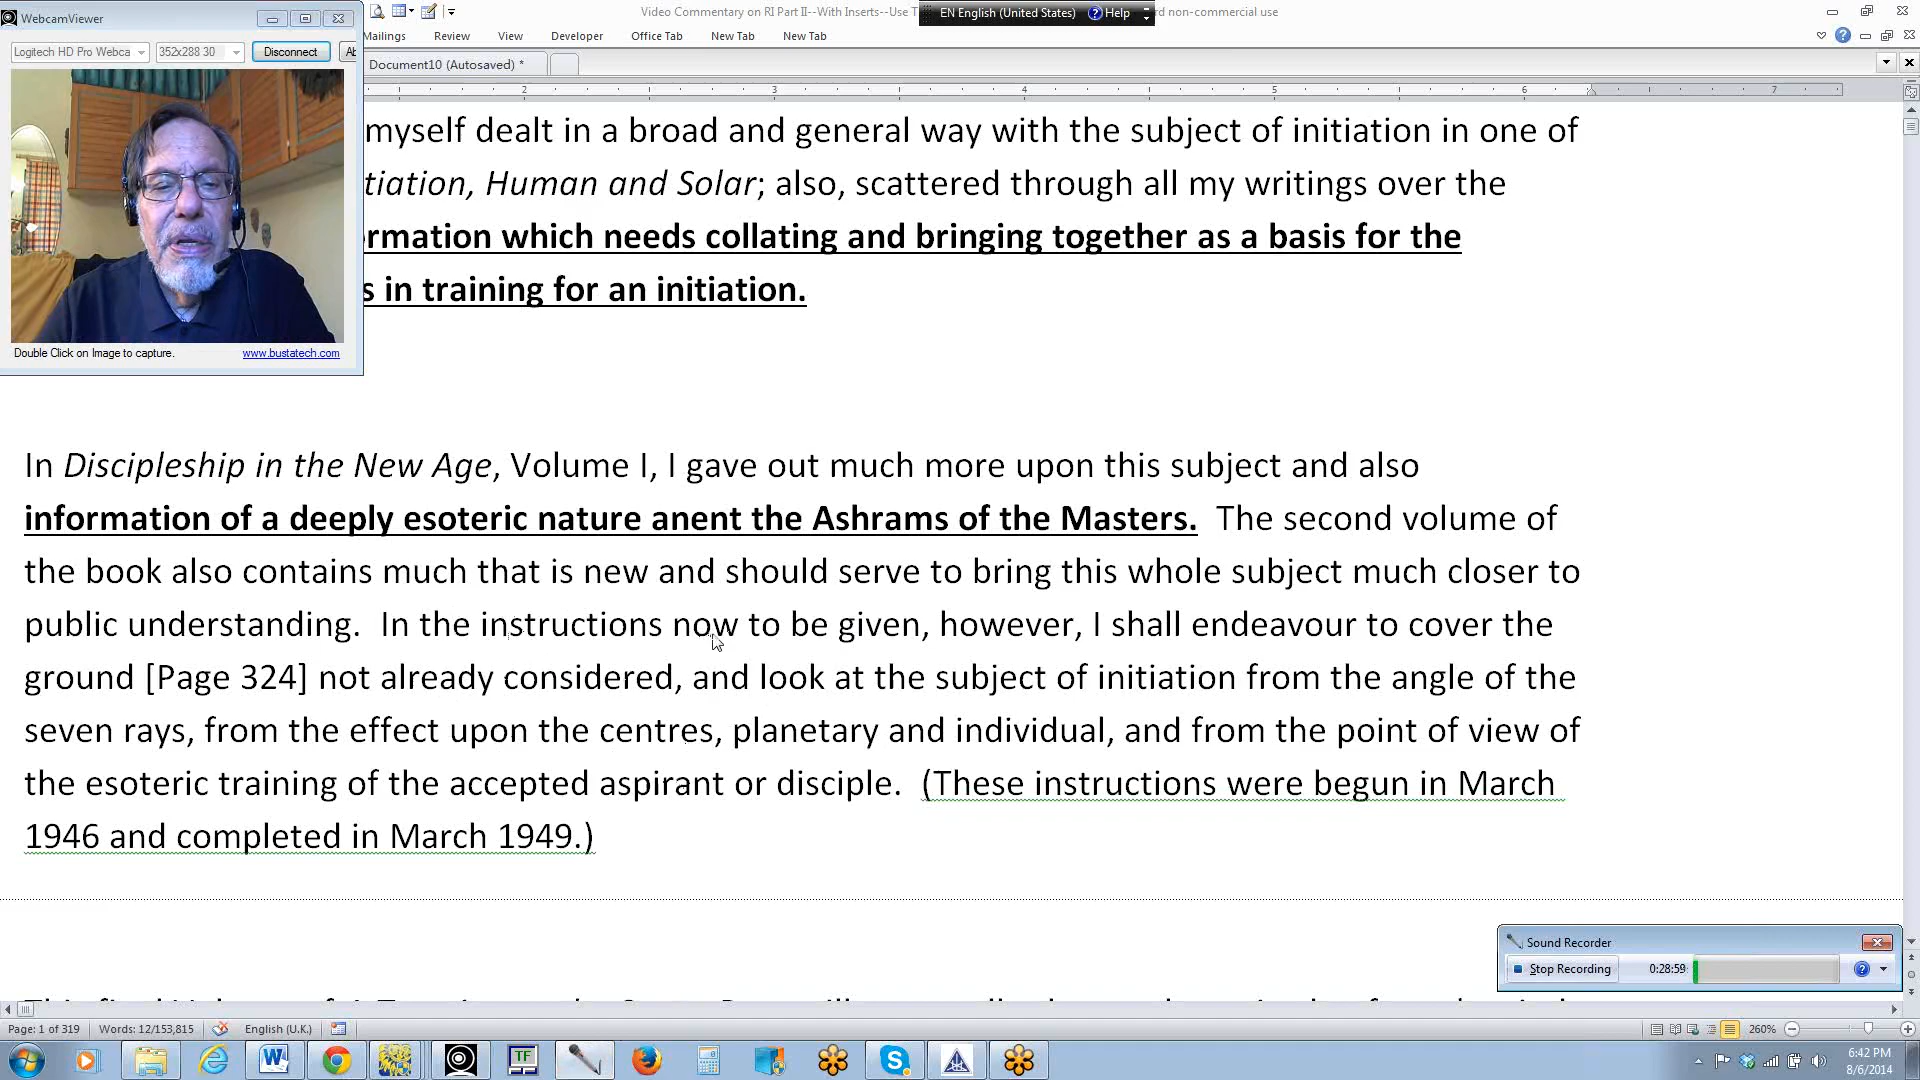 WebcamViewer
Video Commentary on RI Part II--With Inserts--Use T
EN English (United States)
Help
rd non-commercial use
Logitech HD Pro Webca
352x288 30
Disconnect
Ab
Mailings
Review
View
Developer
Office Tab
New Tab
New Tab
Document10 (Autosaved) *
2
3
4
5
6
7
myself dealt in a broad and general way with the subject of initiation in one of
tiation, Human and Solar; also, scattered through all my writings over the
rmation which needs collating and bringing together as a basis for the
s in training for an initiation.
Double Click on Image to capture.
www.bustatech.com
In Discipleship in the New Age, Volume I, I gave out much more upon this subject and also
information of a deeply esoteric nature anent the Ashrams of the Masters. The second volume of
the book also contains much that is new and should serve to bring this whole subject much closer to
public understanding. In the instructions now to be given, however, I shall endeavour to cover the
ground [Page 324] not already considered, and look at the subject of initiation from the angle of the
seven rays, from the effect upon the centres, planetary and individual, and from the point of view of
the esoteric training of the accepted aspirant or disciple. (These instructions were begun in March
1946 and completed in March 1949.)
Sound Recorder
Stop Recording
0:28:59
Page: 1 of 319
Words: 12/153,815
English (U.K.)
260%
TF
6:42 PM
8/6/2014